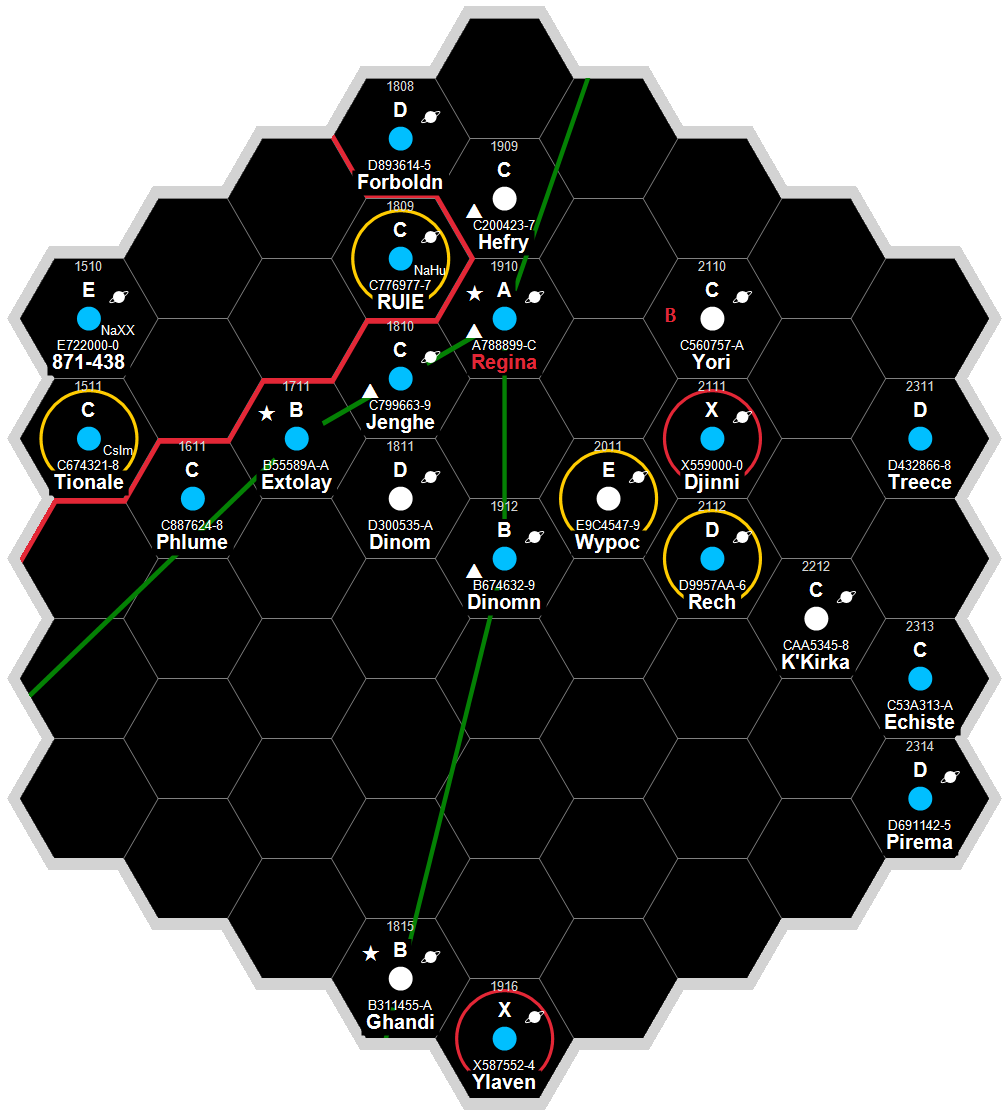 1808
D
D893614-5
Forboldn
1909
C
C200423-7
Hefry
1809
C
NaHu
C776977-7
RUIE
1510
E
NaXX
E722000-0
871-438
1910
A
A788899-C
Regina
2110
C
B
C560757-A
Yori
1810
C
C799663-9
Jenghe
1511
C
CsIm
C674321-8
Tionale
1711
B
B55589A-A
Extolay
2111
X
X559000-0
Djinni
2311
D
D432866-8
Treece
1611
C
C887624-8
Phlume
1811
D
D300535-A
Dinom
2011
E
E9C4547-9
Wypoc
1912
B
B674632-9
Dinomn
2112
D
D9957AA-6
Rech
2212
C
CAA5345-8
K'Kirka
2313
C
C53A313-A
Echiste
2314
D
D691142-5
Pirema
1815
B
B311455-A
Ghandi
1916
X
X587552-4
Ylaven